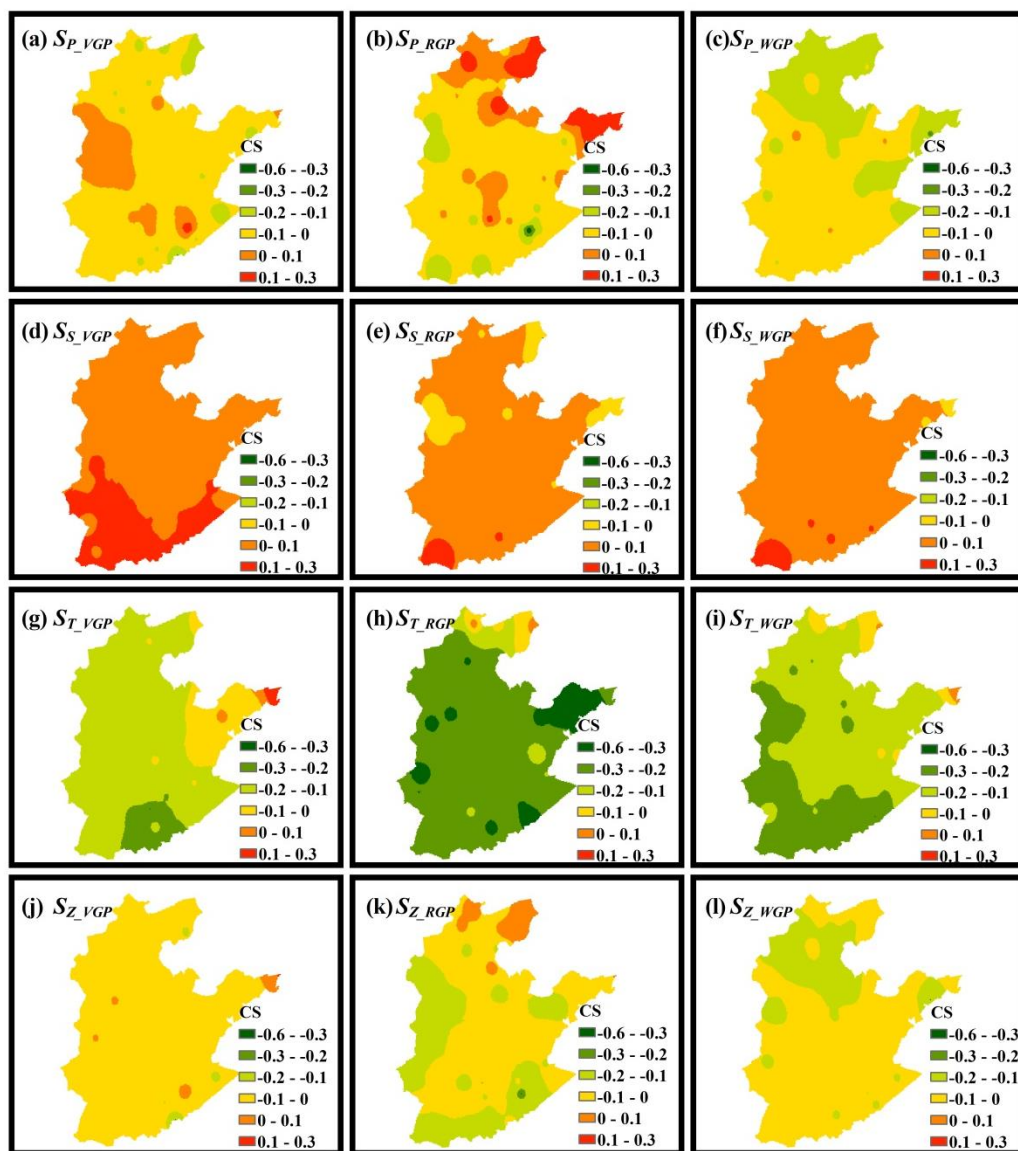 (a) S_P_VGP
CS
-0.6 - -0.3
-0.3 - -0.2
-0.2 - -0.1
-0.1 - 0
0 - 0.1
0.1 - 0.3
(b) S_P_RGP
CS
-0.6 - -0.3
-0.3 - -0.2
-0.2 - -0.1
-0.1 - 0
0 - 0.1
0.1 - 0.3
(c) S_P_WGP
CS
-0.6 - -0.3
-0.3 - -0.2
-0.2 - -0.1
-0.1 - 0
0 - 0.1
0.1 - 0.3
(d) S_S_VGP
CS
-0.6 - -0.3
-0.3 - -0.2
-0.2 - -0.1
-0.1 - 0
0 - 0.1
0.1 - 0.3
(e) S_S_RGP
CS
-0.6 - -0.3
-0.3 - -0.2
-0.2 - -0.1
-0.1 - 0
0 - 0.1
0.1 - 0.3
(f) S_S_WGP
CS
-0.6 - -0.3
-0.3 - -0.2
-0.2 - -0.1
-0.1 - 0
0 - 0.1
0.1 - 0.3
(g) S_T_VGP
CS
-0.6 - -0.3
-0.3 - -0.2
-0.2 - -0.1
-0.1 - 0
0 - 0.1
0.1 - 0.3
(h) S_T_RGP
CS
-0.6 - -0.3
-0.3 - -0.2
-0.2 - -0.1
-0.1 - 0
0 - 0.1
0.1 - 0.3
(i) S_T_WGP
CS
-0.6 - -0.3
-0.3 - -0.2
-0.2 - -0.1
-0.1 - 0
0 - 0.1
0.1 - 0.3
(j) S_Z_VGP
CS
-0.6 - -0.3
-0.3 - -0.2
-0.2 - -0.1
-0.1 - 0
0 - 0.1
0.1 - 0.3
(k) S_Z_RGP
CS
-0.6 - -0.3
-0.3 - -0.2
-0.2 - -0.1
-0.1 - 0
0 - 0.1
0.1 - 0.3
(l) S_Z_WGP
CS
-0.6 - -0.3
-0.3 - -0.2
-0.2 - -0.1
-0.1 - 0
0 - 0.1
0.1 - 0.3